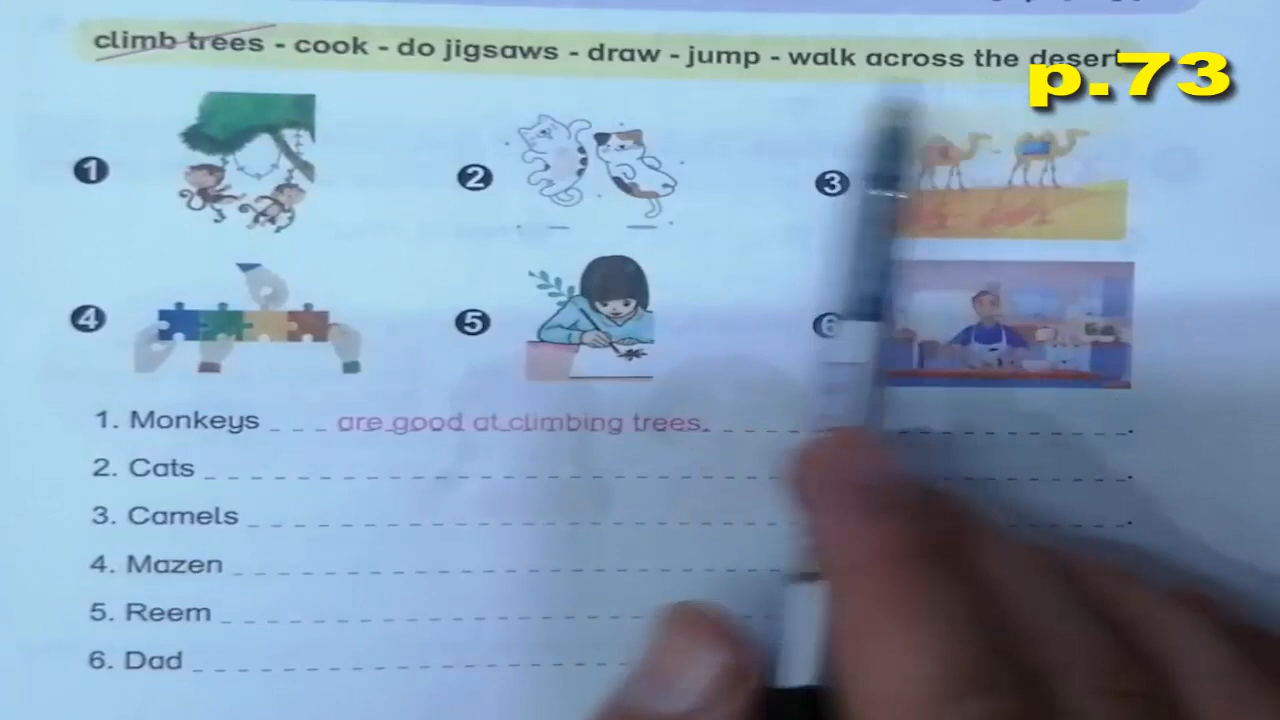 climb trees - cook - do jigsaws - draw - jump - walk across the desert
p.73
1
2
3
4
5
6
1. Monkeys are good at climbing trees.
2. Cats
3. Camels
4. Mazen
5. Reem
6. Dad